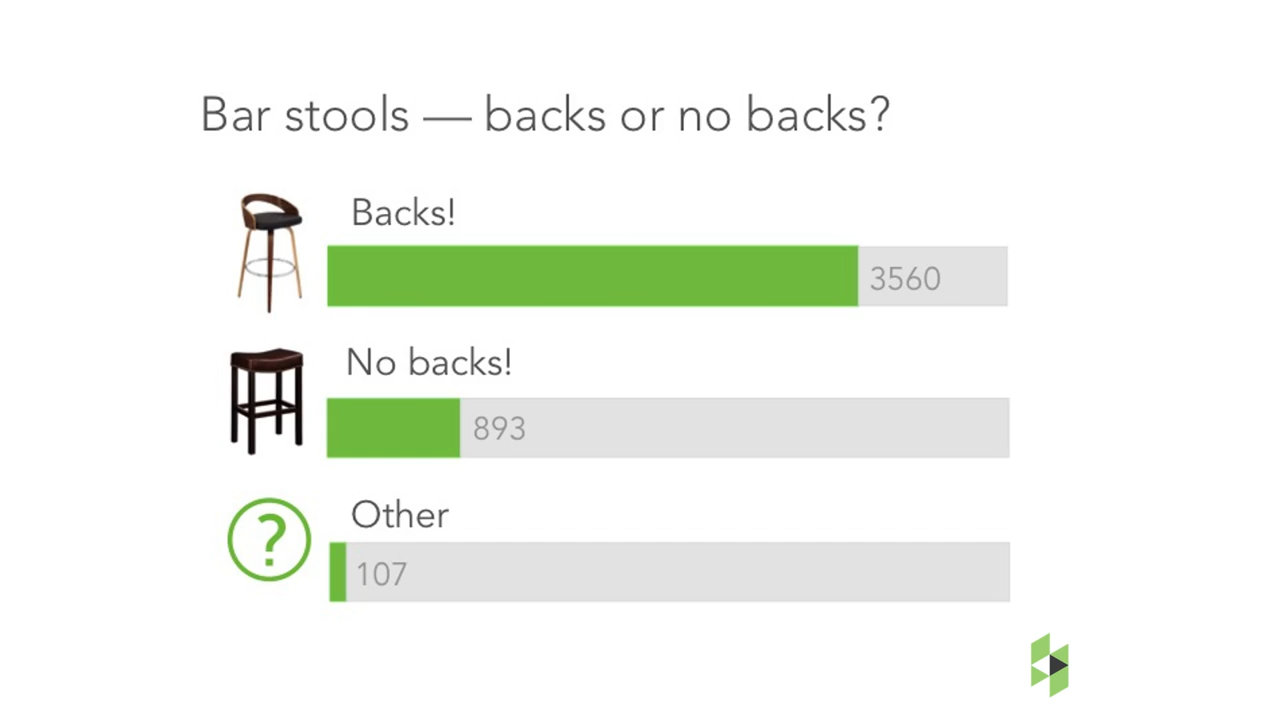 Bar stools — backs or no backs?
Backs!
3560
No backs!
893
?
Other
107